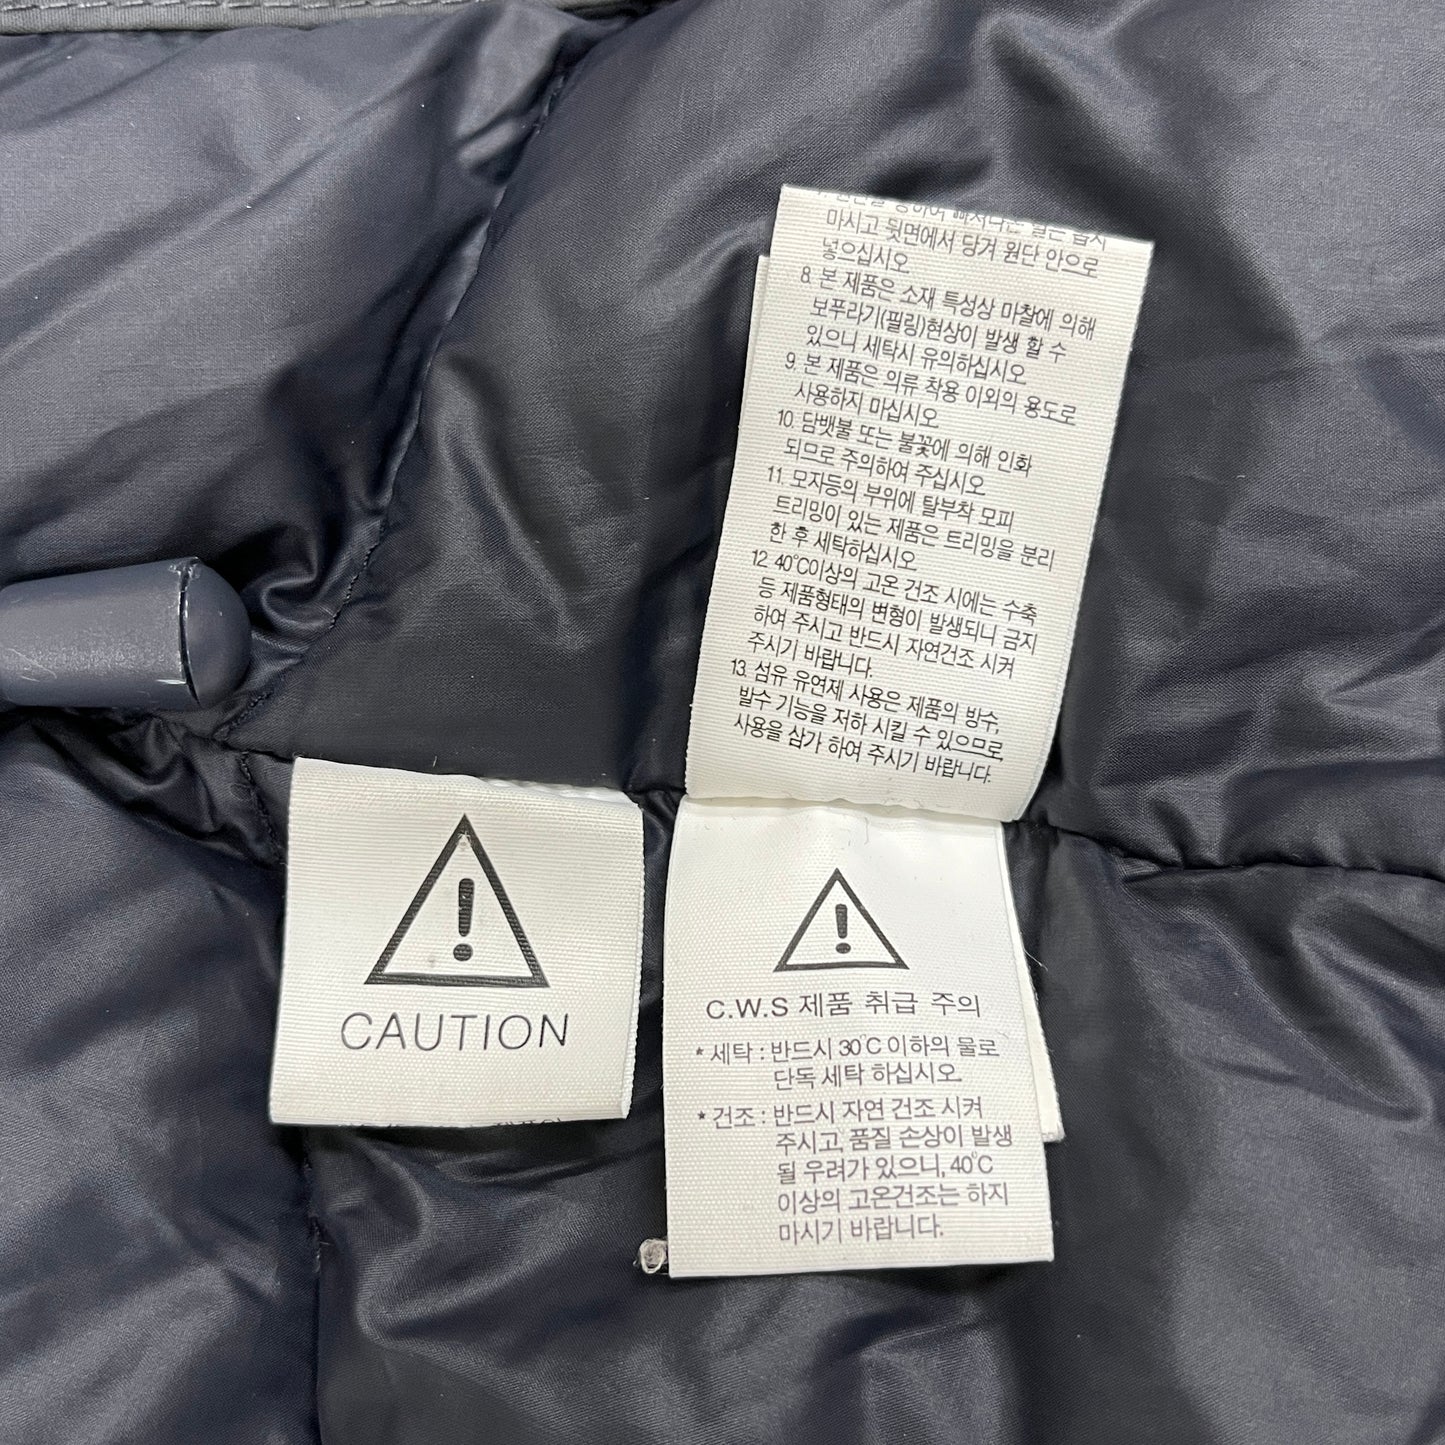 마시고 뒷면에서 당겨 원단 안으로
넣으십시오
8. 본 제품은 소재 특성상 마찰에 의해
보푸라기(필링)현상이 발생 할 수
있으니 세탁시 유의하십시오
9. 본 제품은 의류 착용 이외의 용도로
사용하지 마십시오
10. 담뱃불 또는 불꽃에 의해 인화
되므로 주의하여 주십시오
11. 모자등의 부위에 탈부착 모피
트리밍이 있는 제품은 트리밍을 분리
한 후 세탁하십시오
12. 40°C이상의 고온 건조 시에는 수축
등 제품형태의 변형이 발생되니 금지
하여 주시고 반드시 자연건조 시켜
주시기 바랍니다.
13. 섬유 유연제 사용은 제품의 방수,
발수 기능을 저하 시킬 수 있으므로,
사용을 삼가 하여 주시기 바랍니다.
CAUTION
C.W.S 제품 취급 주의
* 세탁 : 반드시 30°C 이하의 물로
단독 세탁 하십시오.
* 건조 : 반드시 자연 건조 시켜
주시고, 품질 손상이 발생
될 우려가 있으니, 40°C
이상의 고온건조는 하지
마시기 바랍니다.